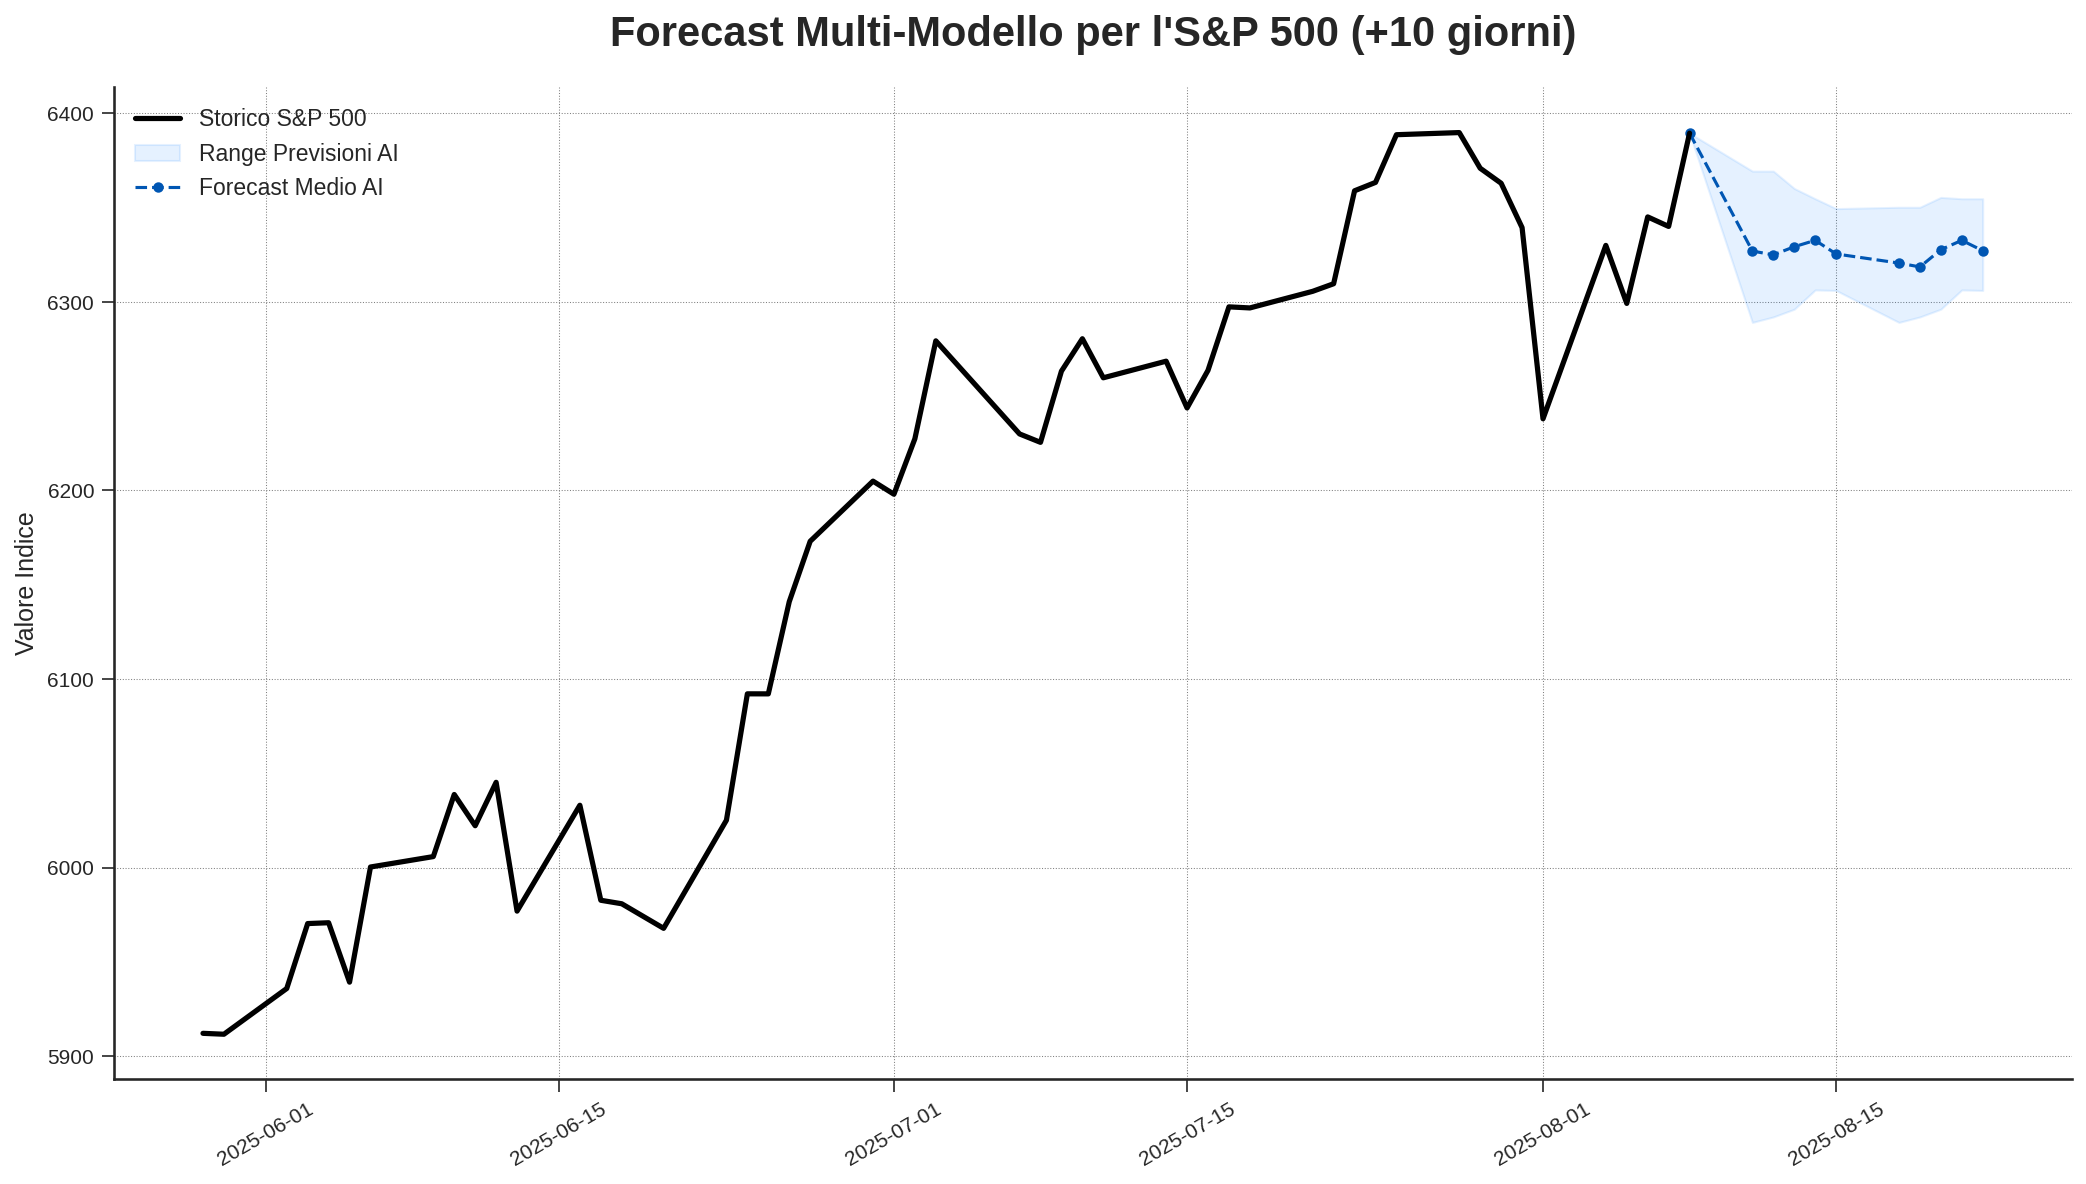 Forecast Multi-Modello per l'S&P 500 (+10 giorni)
Storico S&P 500
Range Previsioni AI
Forecast Medio AI
Valore Indice
6400
6300
6200
6100
6000
5900
2025-06-01
2025-06-15
2025-07-01
2025-07-15
2025-08-01
2025-08-15